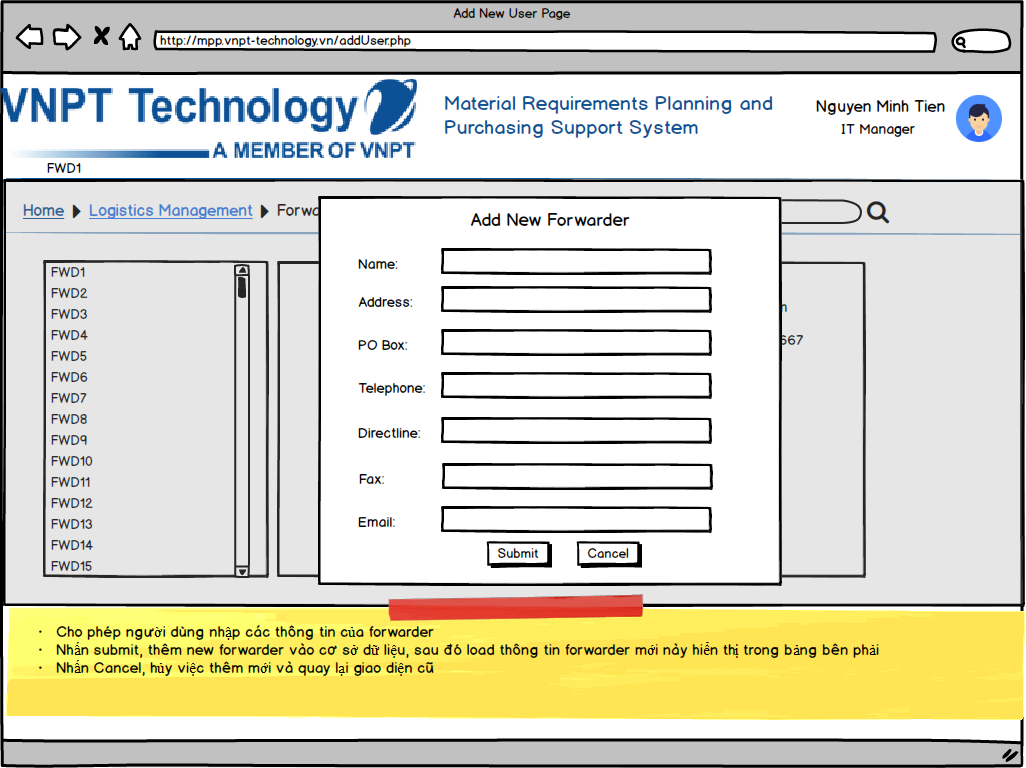 Add New User Page
http://mpp.vnpt-technology.vn/addUser.php
VNPT Technology
A MEMBER OF VNPT
Material Requirements Planning and
Purchasing Support System
Nguyen Minh Tien
IT Manager
FWD1
Home Logistics Management Forwa
Add New Forwarder
Name:
Address:
PO Box:
Telephone:
Directline:
Fax:
Email:
Submit Cancel
FWD1
FWD2
FWD3
FWD4
FWD5
FWD6
FWD7
FWD8
FWD9
FWD10
FWD11
FWD12
FWD13
FWD14
FWD15
667
· Cho phép người dùng nhập các thông tin của forwarder
· Nhấn submit, thêm new forwarder vào cơ sở dữ liệu, sau đó load thông tin forwarder mới này hiển thị trong bảng bên phải
· Nhấn Cancel, hủy việc thêm mới và quay lại giao diện cũ